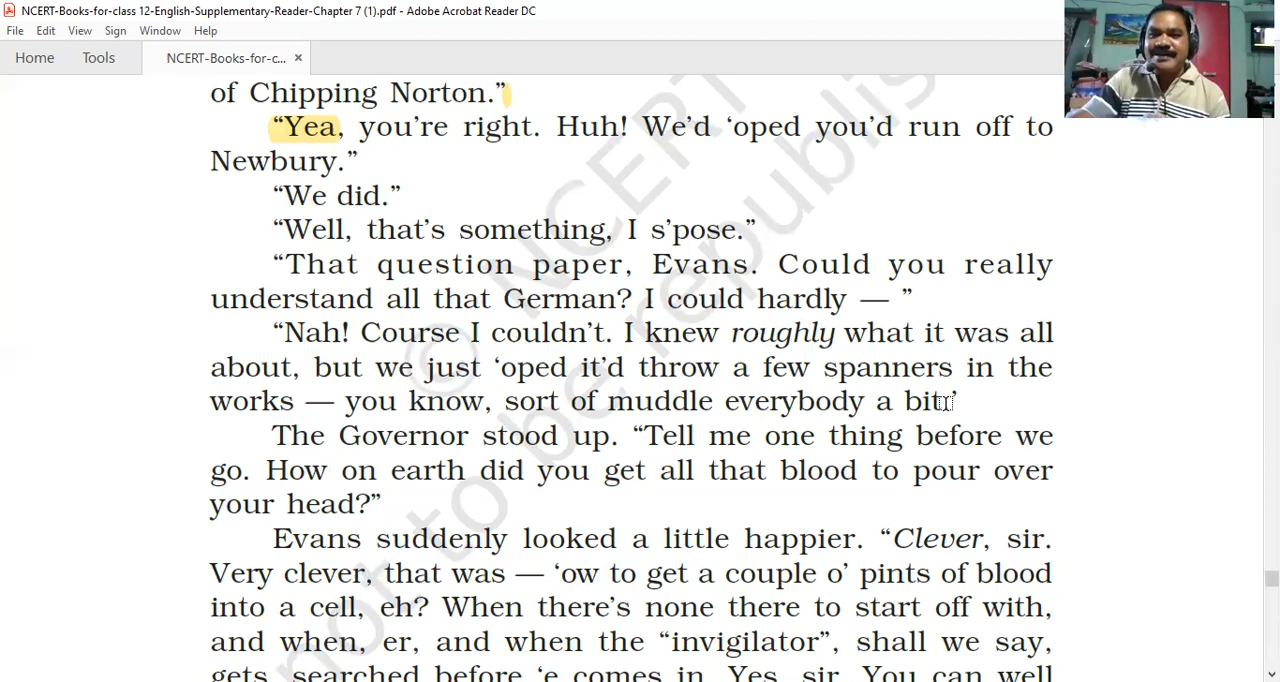 NCERT-Books-for-class 12-English-Supplementary-Reader-Chapter 7 (1).pdf - Adobe Acrobat Reader DC
File Edit View Sign Window Help
Home Tools NCERT-Books-for-c... ×
of Chipping Norton.”
“Yea, you’re right. Huh! We’d ‘oped you’d run off to
Newbury.”
“We did.”
“Well, that’s something, I s’pose.”
“That question paper, Evans. Could you really
understand all that German? I could hardly — ”
“Nah! Course I couldn’t. I knew roughly what it was all
about, but we just ‘oped it’d throw a few spanners in the
works — you know, sort of muddle everybody a bit.’
The Governor stood up. “Tell me one thing before we
go. How on earth did you get all that blood to pour over
your head?”
Evans suddenly looked a little happier. “Clever, sir.
Very clever, that was — ‘ow to get a couple o’ pints of blood
into a cell, eh? When there’s none there to start off with,
and when, er, and when the “invigilator”, shall we say,
gets searched before ‘e comes in. Yes, sir. You can well
© NCERT
not to be republis